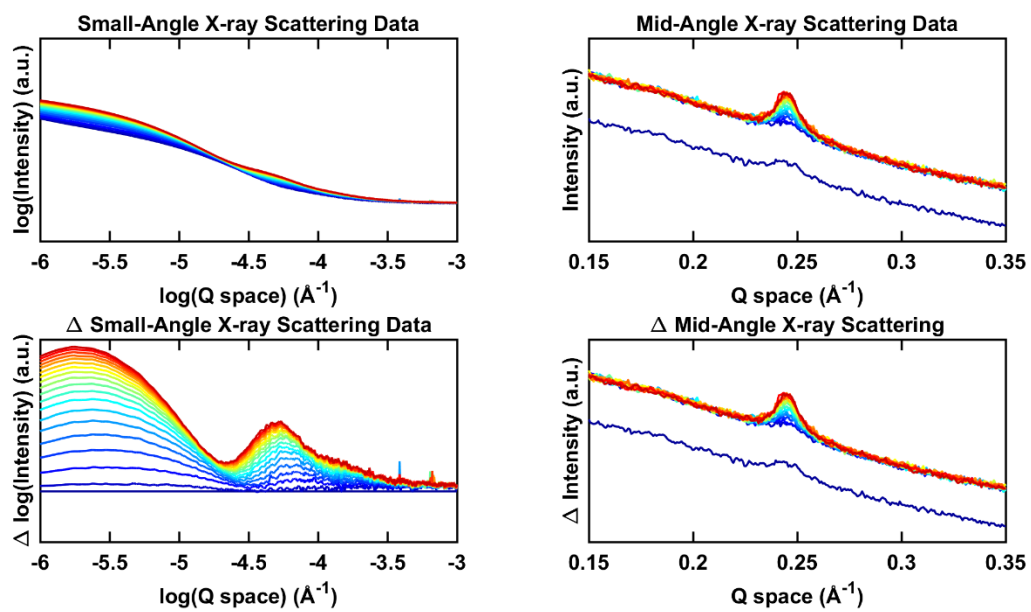 Small-Angle X-ray Scattering Data
log(Intensity) (a.u.)
-6 -5.5 -5 -4.5 -4 -3.5 -3
log(Q space) (Å⁻¹)
Mid-Angle X-ray Scattering Data
Intensity (a.u.)
0.15 0.2 0.25 0.3 0.35
Q space (Å⁻¹)
Δ Small-Angle X-ray Scattering Data
Δ log(Intensity) (a.u.)
-6 -5.5 -5 -4.5 -4 -3.5 -3
log(Q space) (Å⁻¹)
Δ Mid-Angle X-ray Scattering
Δ Intensity (a.u.)
0.15 0.2 0.25 0.3 0.35
Q space (Å⁻¹)